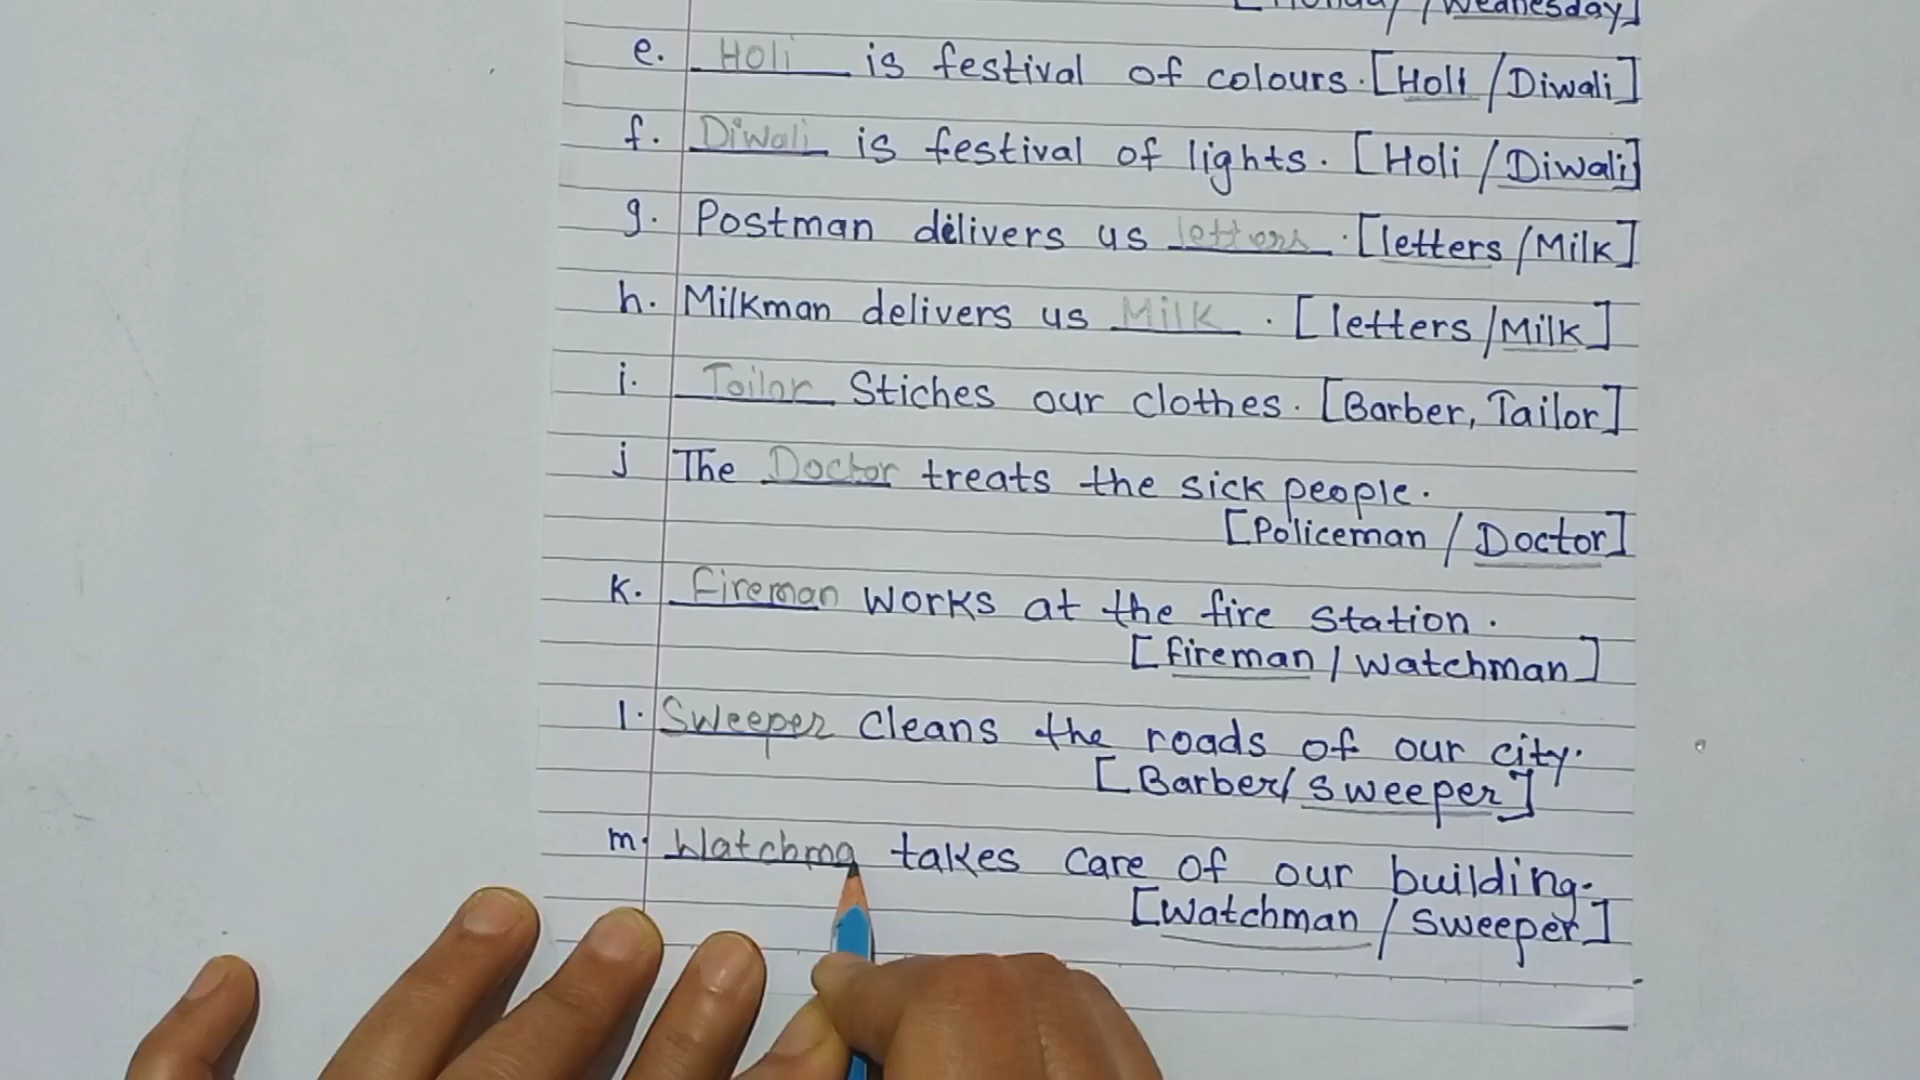 [Monday / Wednesday]
e. Holi is festival of colours. [Holi / Diwali]
f. Diwali is festival of lights. [Holi / Diwali]
g. Postman delivers us letters. [letters / Milk]
h. Milkman delivers us Milk. [letters / Milk]
i. Tailor Stiches our clothes. [Barber, Tailor]
j The Doctor treats the sick people.
[Policeman / Doctor]
k. Fireman works at the fire station.
[fireman / watchman]
l. Sweeper cleans the roads of our city.
[Barber / sweeper]
m. Watchma takes care of our building.
[watchman / sweeper]